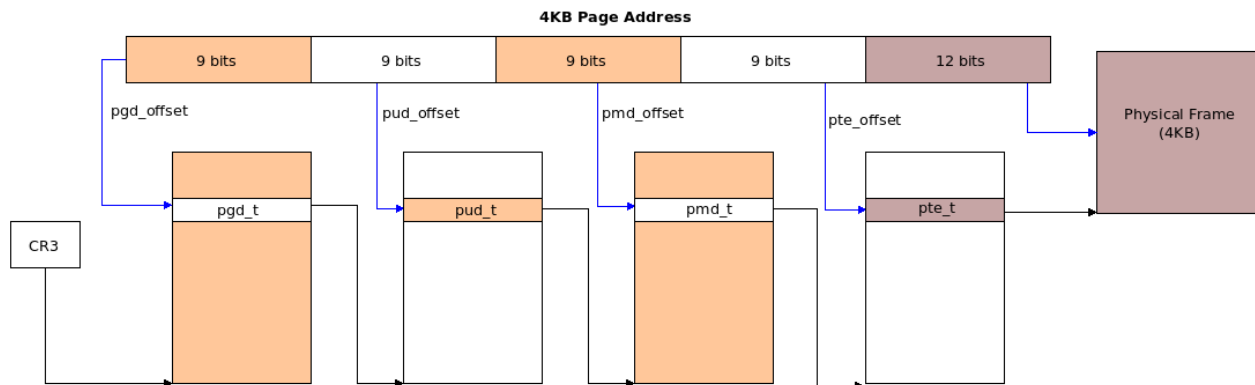 4KB Page Address
9 bits
9 bits
9 bits
9 bits
12 bits
pgd_offset
pud_offset
pmd_offset
pte_offset
Physical Frame
(4KB)
pgd_t
pud_t
pmd_t
pte_t
CR3